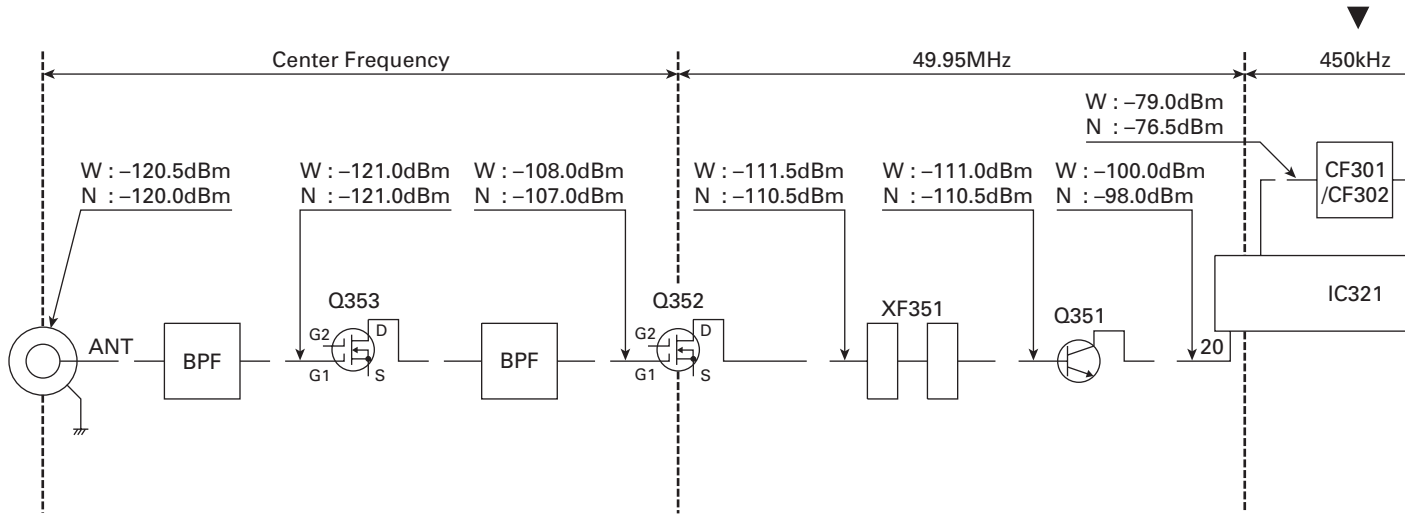 Center Frequency
49.95MHz
450kHz
W : –79.0dBm
N : –76.5dBm
W : –120.5dBm
N : –120.0dBm
W : –121.0dBm
N : –121.0dBm
W : –108.0dBm
N : –107.0dBm
W : –111.5dBm
N : –110.5dBm
W : –111.0dBm
N : –110.5dBm
W : –100.0dBm
N : –98.0dBm
CF301
/CF302
Q353
Q352
XF351
Q351
IC321
ANT
BPF
G2
D
G1
S
BPF
G2
D
G1
S
20